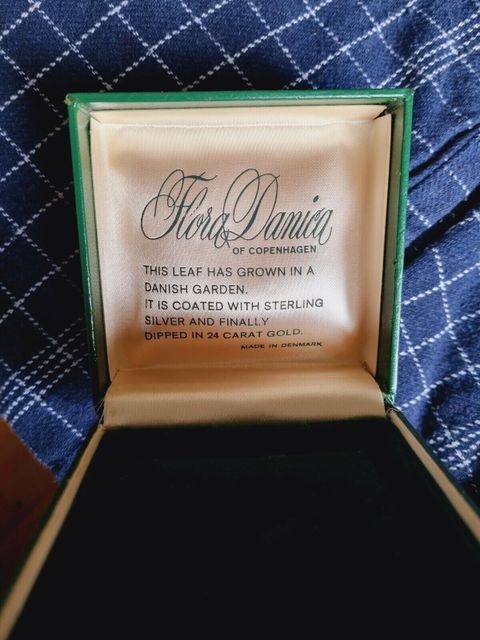 Flora Danica
OF COPENHAGEN
THIS LEAF HAS GROWN IN A
DANISH GARDEN.
IT IS COATED WITH STERLING
SILVER AND FINALLY
DIPPED IN 24 CARAT GOLD.
MADE IN DENMARK